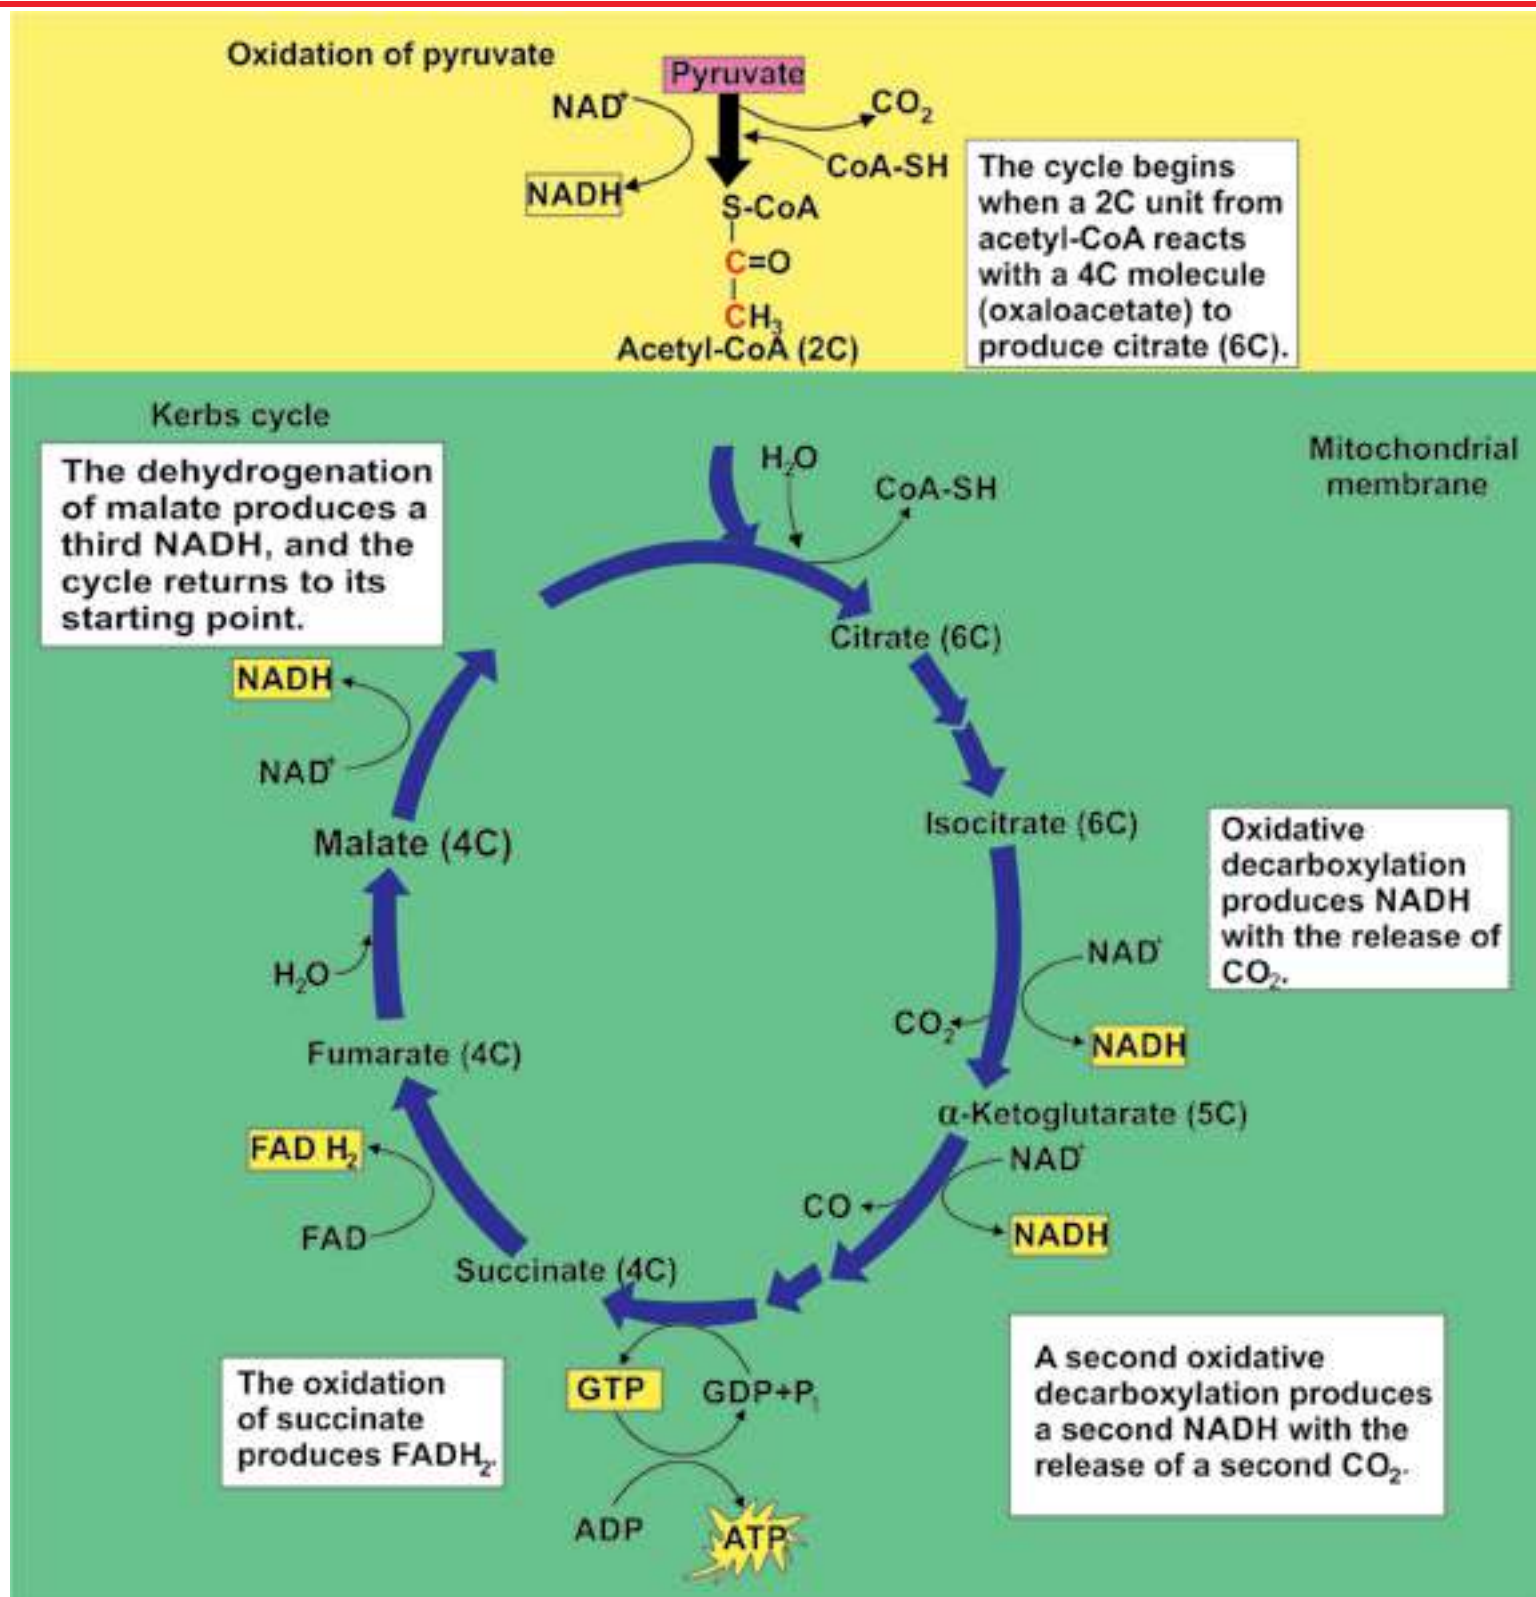 Oxidation of pyruvate
Pyruvate
NAD⁺
CO₂
CoA-SH
NADH
S-CoA
C=O
CH₃
Acetyl-CoA (2C)
The cycle begins
when a 2C unit from
acetyl-CoA reacts
with a 4C molecule
(oxaloacetate) to
produce citrate (6C).
Kerbs cycle
Mitochondrial
membrane
The dehydrogenation
of malate produces a
third NADH, and the
cycle returns to its
starting point.
H₂O
CoA-SH
Citrate (6C)
NADH
NAD⁺
Malate (4C)
Isocitrate (6C)
Oxidative
decarboxylation
produces NADH
with the release of
CO₂.
NAD⁺
CO₂
NADH
H₂O
Fumarate (4C)
α-Ketoglutarate (5C)
NAD⁺
CO
NADH
FAD H₂
FAD
Succinate (4C)
GTP
GDP+Pᵢ
ADP
ATP
The oxidation
of succinate
produces FADH₂.
A second oxidative
decarboxylation produces
a second NADH with the
release of a second CO₂.